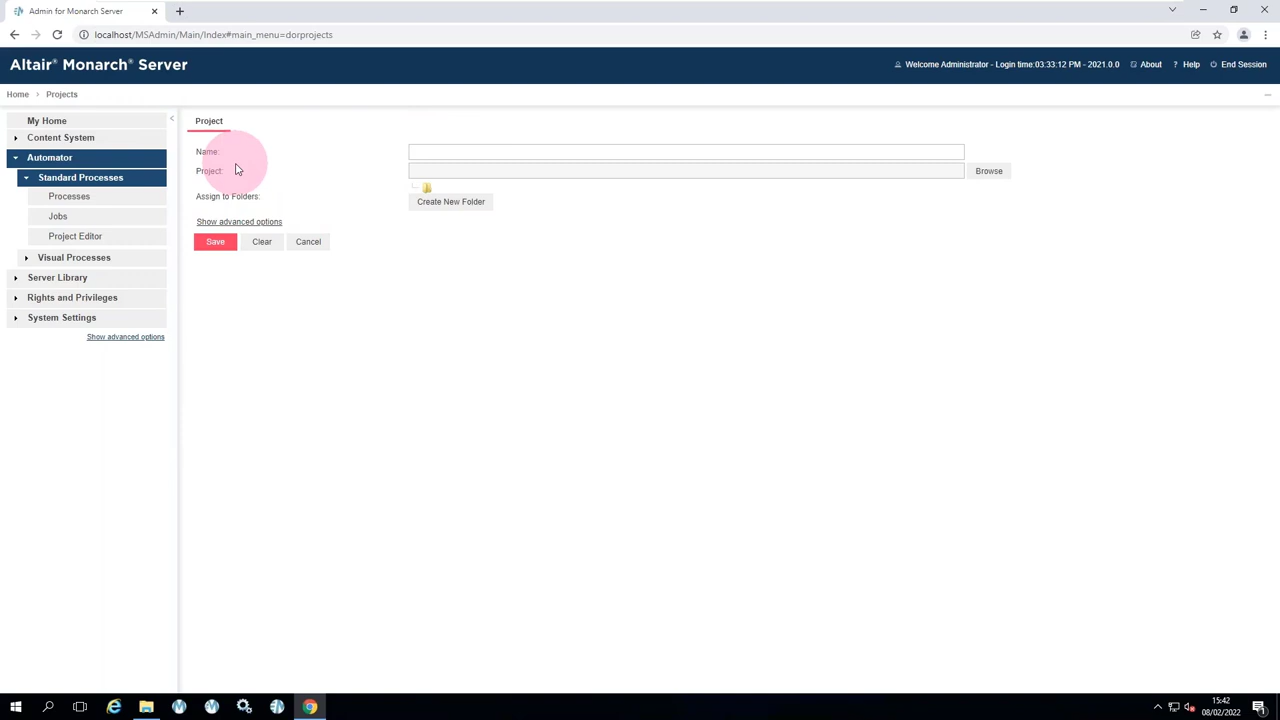 Admin for Monarch Server
localhost/MSAdmin/Main/Index#main_menu=dorprojects
Altair® Monarch® Server
Welcome Administrator - Login time:03:33:12 PM - 2021.0.0
About
? Help
End Session
Home > Projects
My Home
Content System
Automator
Standard Processes
Processes
Jobs
Project Editor
Visual Processes
Server Library
Rights and Privileges
System Settings
Show advanced options
Project
Name:
Project:
Browse
Assign to Folders:
Create New Folder
Show advanced options
Save Clear Cancel
15:42
08/02/2022